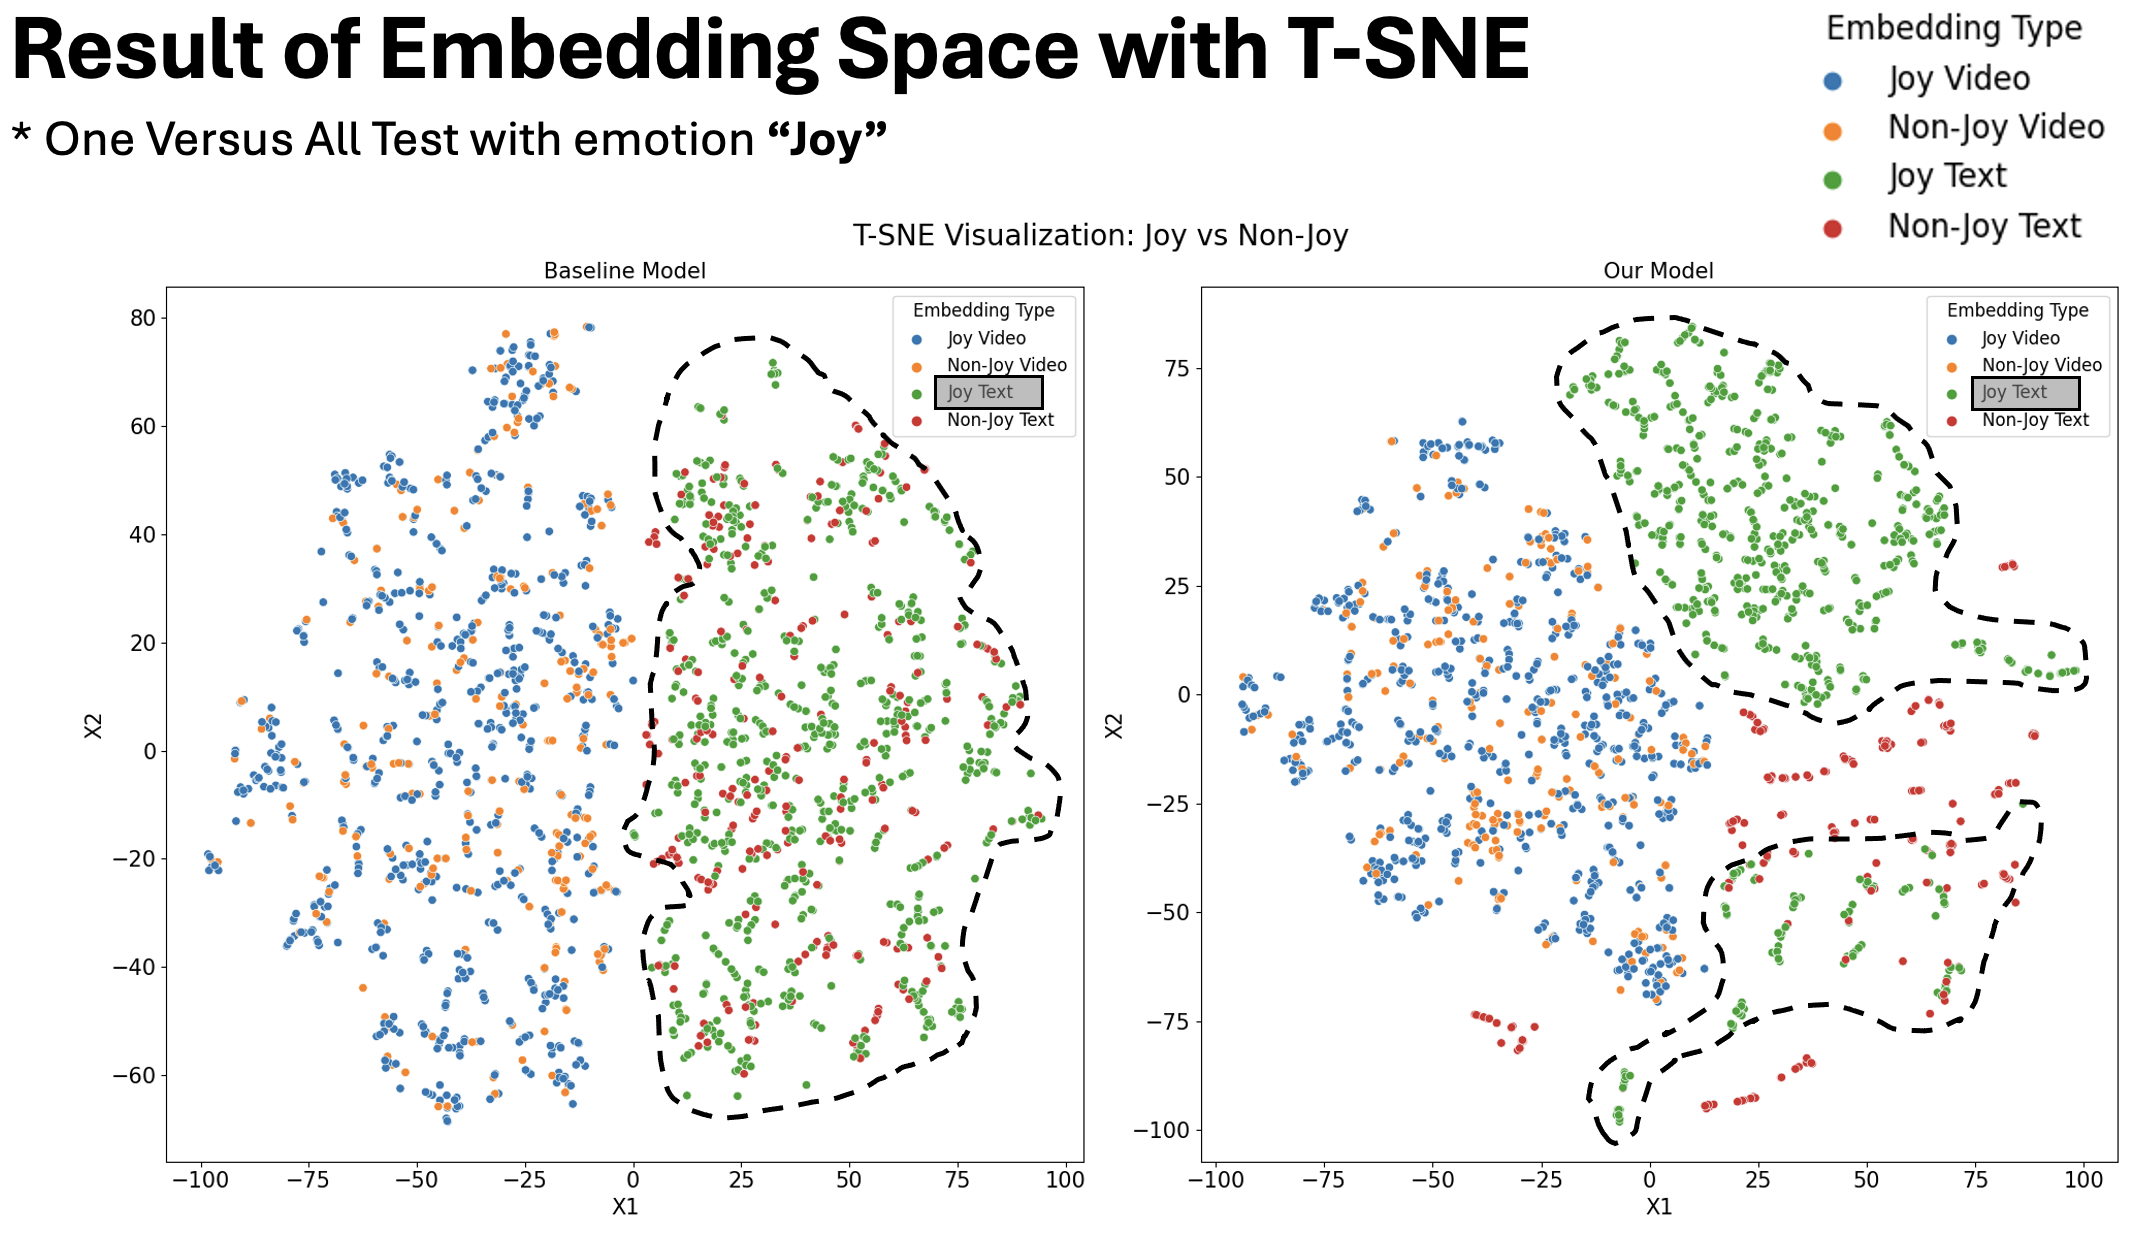 Result of Embedding Space with T-SNE
* One Versus All Test with emotion “Joy”
Embedding Type
Joy Video
Non-Joy Video
Joy Text
Non-Joy Text
T-SNE Visualization: Joy vs Non-Joy
Baseline Model
Embedding Type
Joy Video
Non-Joy Video
Joy Text
Non-Joy Text
80
60
40
20
0
−20
−40
−60
X2
−100
−75
−50
−25
0
25
50
75
100
X1
Our Model
Embedding Type
Joy Video
Non-Joy Video
Joy Text
Non-Joy Text
75
50
25
0
−25
−50
−75
−100
X2
−100
−75
−50
−25
0
25
50
75
100
X1